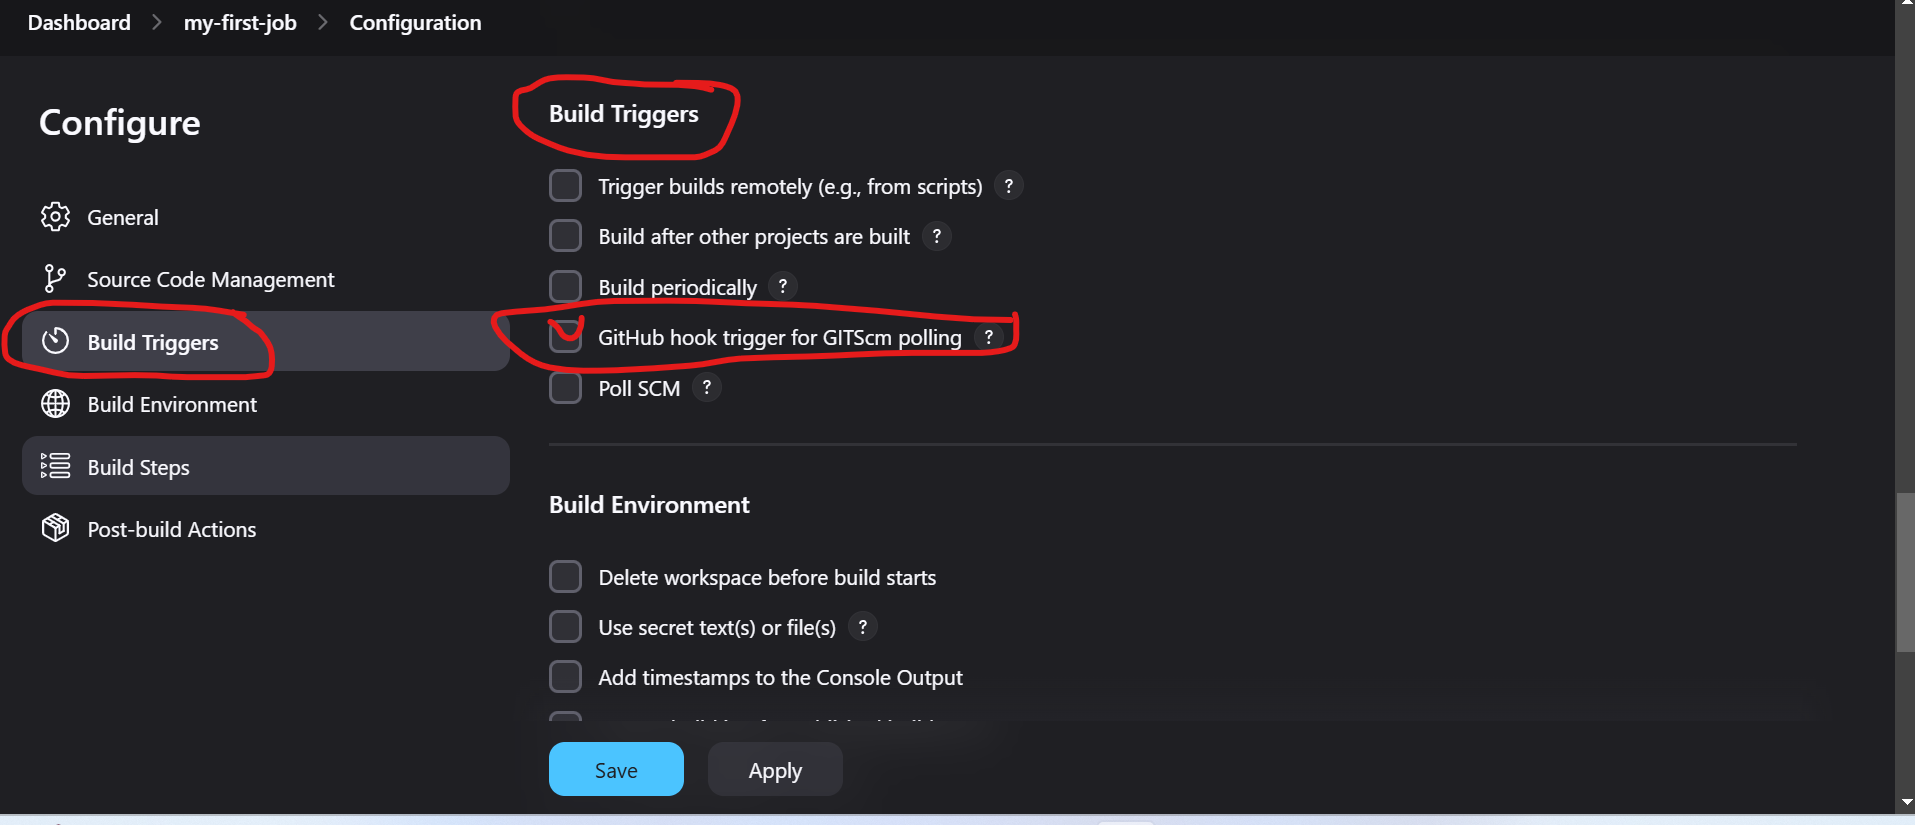 Dashboard > my-first-job > Configuration
Configure
General
Source Code Management
Build Triggers
Build Environment
Build Steps
Post-build Actions
Build Triggers
Trigger builds remotely (e.g., from scripts) ?
Build after other projects are built ?
Build periodically ?
GitHub hook trigger for GITScm polling ?
Poll SCM ?
Build Environment
Delete workspace before build starts
Use secret text(s) or file(s) ?
Add timestamps to the Console Output
Save
Apply